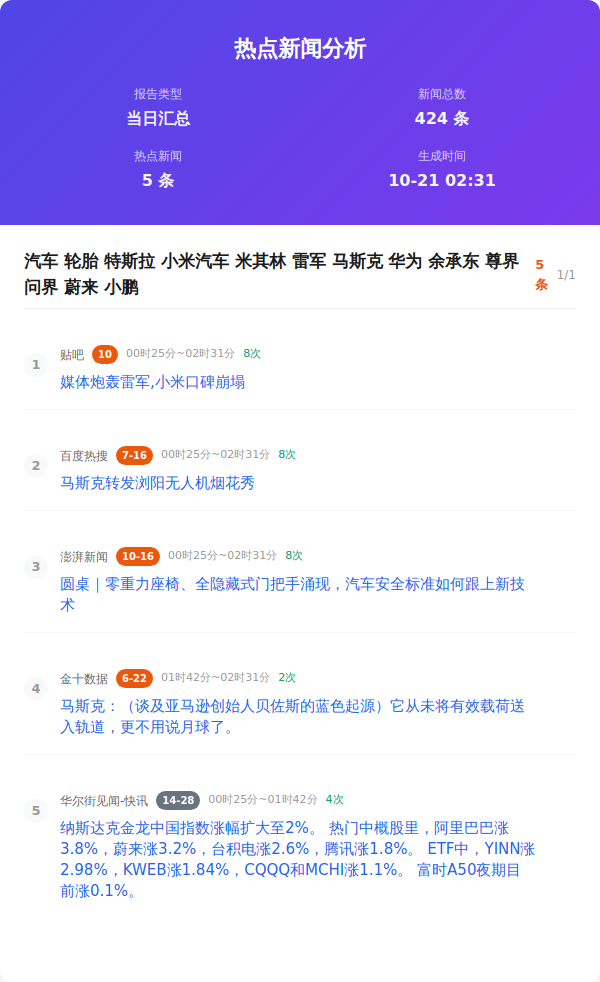 热点新闻分析
报告类型
新闻总数
当日汇总
424 条
热点新闻
生成时间
5 条
10-21 02:31
汽车 轮胎 特斯拉 小米汽车 米其林 雷军 马斯克 华为 余承东 尊界
问界 蔚来 小鹏
5
条
1/1
1
贴吧 10 00时25分~02时31分 8次
媒体炮轰雷军,小米口碑崩塌
2
百度热搜 7-16 00时25分~02时31分 8次
马斯克转发浏阳无人机烟花秀
3
澎湃新闻 10-16 00时25分~02时31分 8次
圆桌｜零重力座椅、全隐藏式门把手涌现，汽车安全标准如何跟上新技
术
4
金十数据 6-22 01时42分~02时31分 2次
马斯克：（谈及亚马逊创始人贝佐斯的蓝色起源）它从未将有效载荷送
入轨道，更不用说月球了。
5
华尔街见闻-快讯 14-28 00时25分~01时42分 4次
纳斯达克金龙中国指数涨幅扩大至2%。 热门中概股里，阿里巴巴涨
3.8%，蔚来涨3.2%，台积电涨2.6%，腾讯涨1.8%。 ETF中，YINN涨
2.98%，KWEB涨1.84%，CQQQ和MCHI涨1.1%。 富时A50夜期目
前涨0.1%。